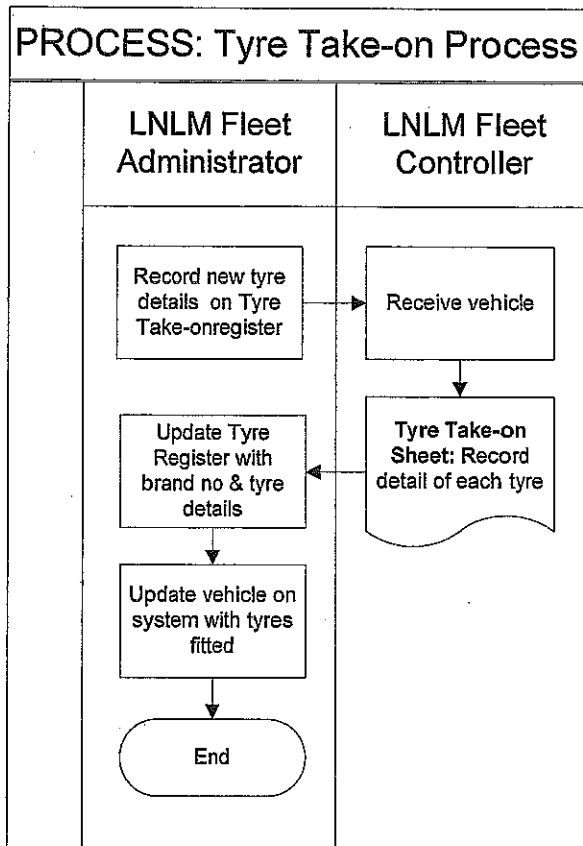 PROCESS: Tyre Take-on Process
LNLM Fleet
Administrator
LNLM Fleet
Controller
Record new tyre
details on Tyre
Take-onregister
Receive vehicle
Tyre Take-on
Sheet: Record
detail of each tyre
Update Tyre
Register with
brand no & tyre
details
Update vehicle on
system with tyres
fitted
End